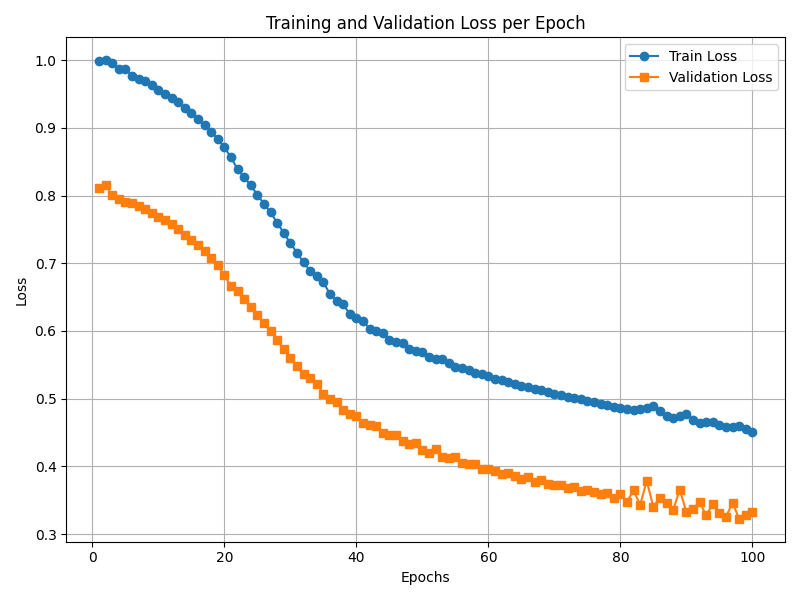 Training and Validation Loss per Epoch
Train Loss
Validation Loss
1.0
0.9
0.8
0.7
0.6
0.5
0.4
0.3
Loss
0 20 40 60 80 100
Epochs